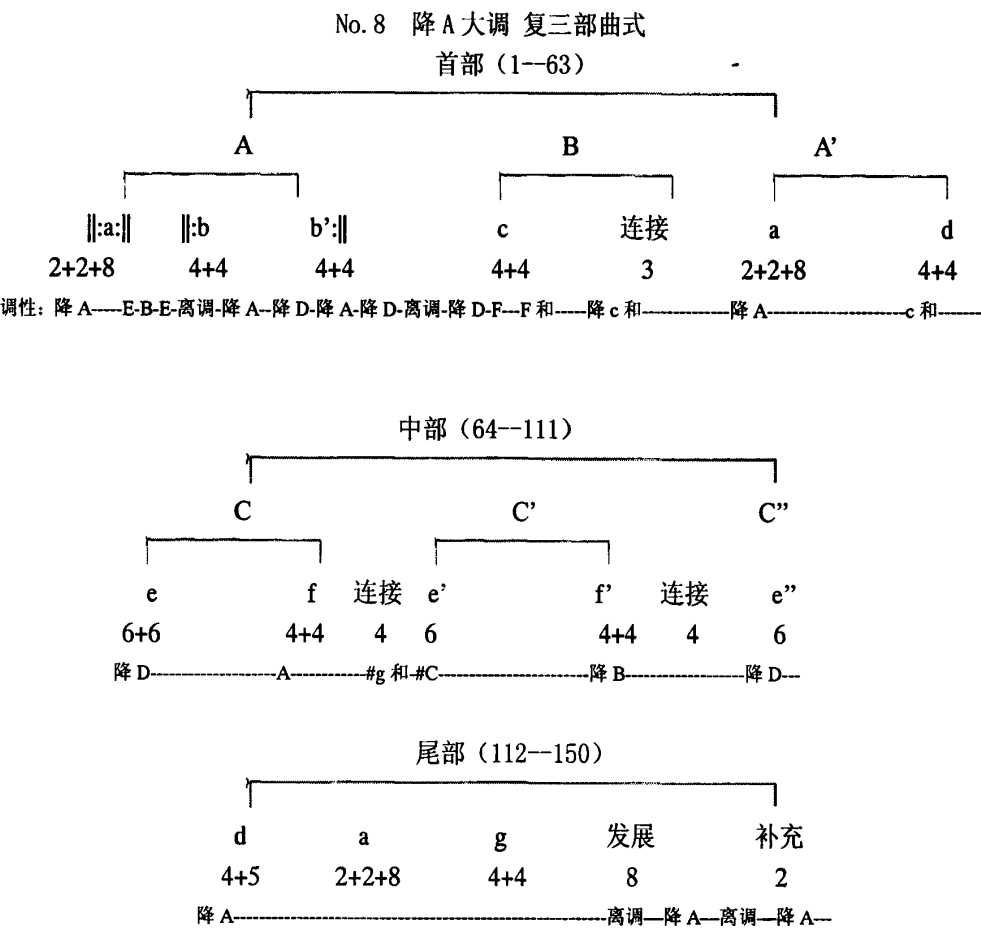 No.8 降A大调 复三部曲式
首部（1--63）
A B A’
‖:a:‖ ‖:b b’:‖ c 连接 a d
2+2+8 4+4 4+4 4+4 3 2+2+8 4+4
调性：降A-----E-B-E-离调-降A--降D-降A-降D-离调-降D-F---F和-----降c和--------------降A----------------------c和-------
中部（64--111）
C C’ C”
e f 连接 e’ f’ 连接 e”
6+6 4+4 4 6 4+4 4 6
降D--------------------A------------#g和-#C------------------------降B-------------------降D---
尾部（112--150）
d a g 发展 补充
4+5 2+2+8 4+4 8 2
降A------------------------------------------------------------离调---降A---离调---降A---